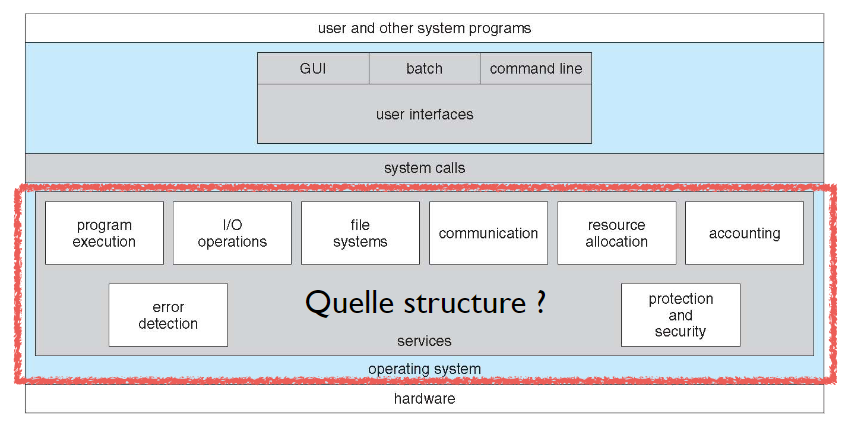 user and other system programs
GUI
batch
command line
user interfaces
system calls
program
execution
I/O
operations
file
systems
communication
resource
allocation
accounting
error
detection
Quelle structure ?
protection
and
security
services
operating system
hardware